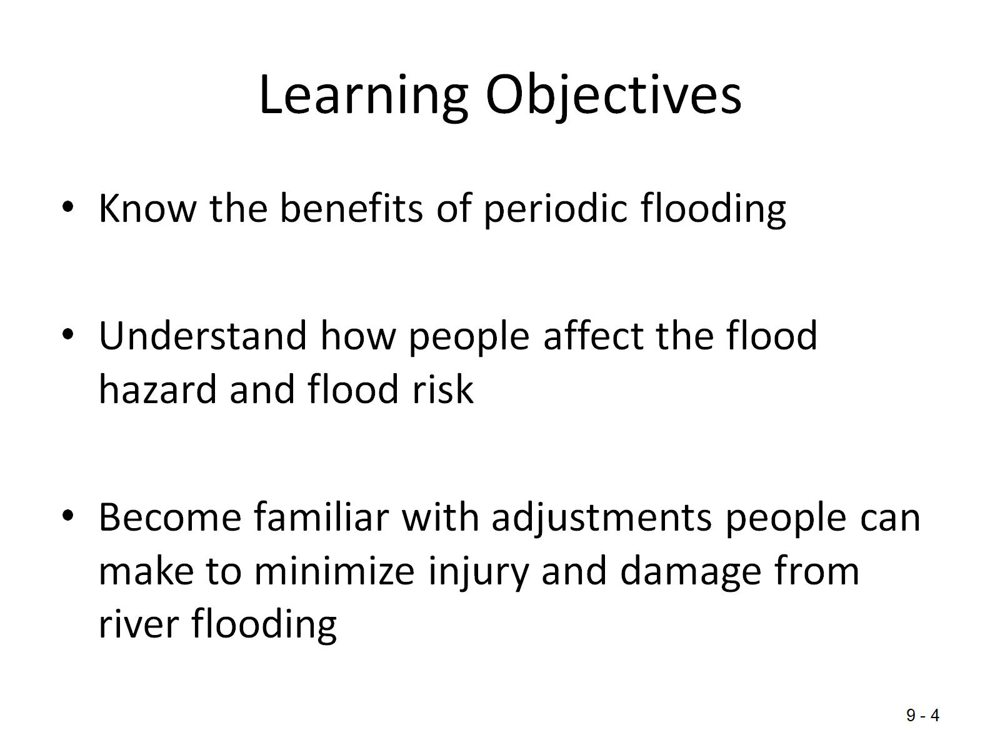 Learning Objectives
• Know the benefits of periodic flooding
• Understand how people affect the flood
hazard and flood risk
• Become familiar with adjustments people can
make to minimize injury and damage from
river flooding
9 - 4